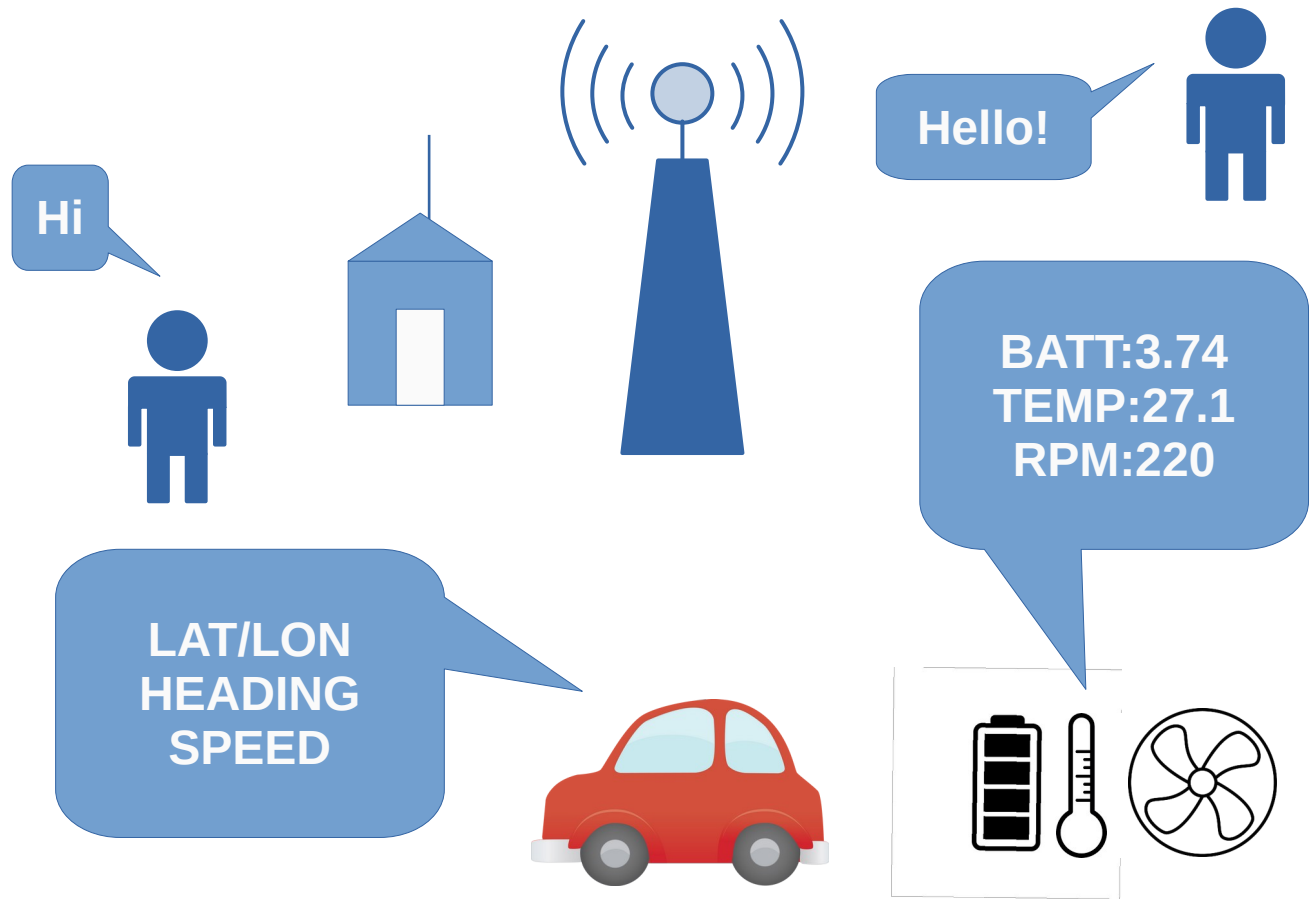 Hello!
Hi
BATT:3.74
TEMP:27.1
RPM:220
LAT/LON
HEADING
SPEED